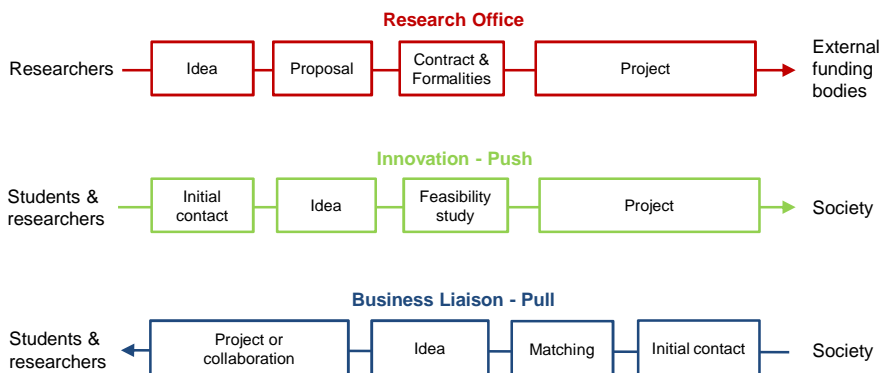 Research Office
Researchers
Idea
Proposal
Contract &
Formalities
Project
External
funding
bodies
Innovation - Push
Students &
researchers
Initial
contact
Idea
Feasibility
study
Project
Society
Business Liaison - Pull
Students &
researchers
Project or
collaboration
Idea
Matching
Initial contact
Society